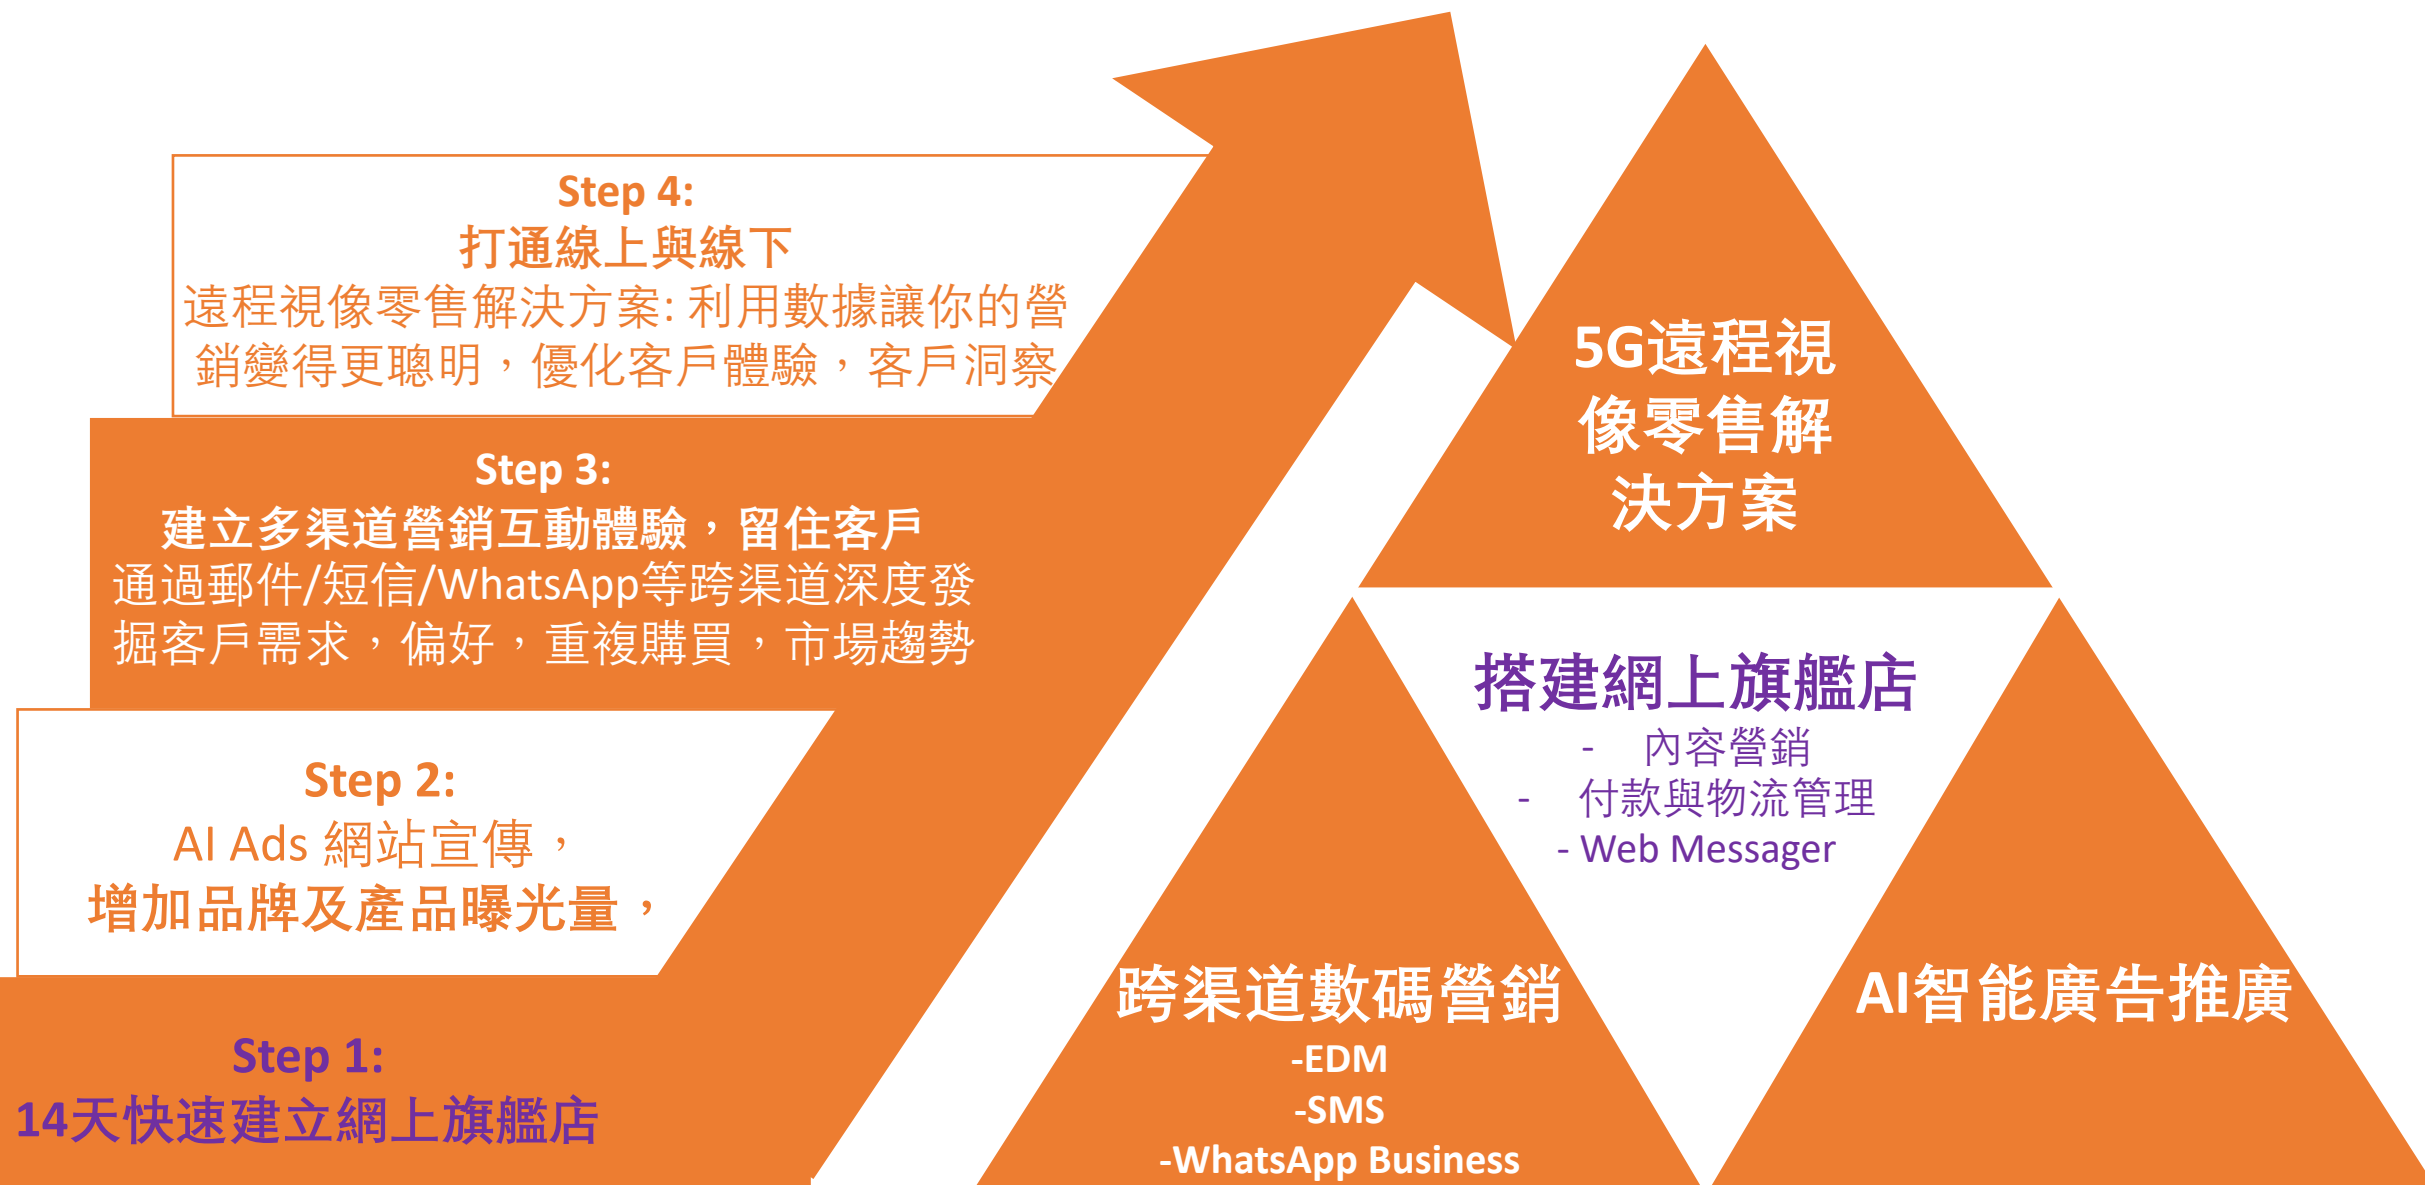 Step 4:
打通線上與線下
遠程視像零售解決方案: 利用數據讓你的營
銷變得更聰明，優化客戶體驗，客戶洞察
Step 3:
建立多渠道營銷互動體驗，留住客戶
通過郵件/短信/WhatsApp等跨渠道深度發
掘客戶需求，偏好，重複購買，市場趨勢
Step 2:
AI Ads 網站宣傳，
增加品牌及產品曝光量，
Step 1:
14天快速建立網上旗艦店
5G遠程視
像零售解
決方案
搭建網上旗艦店
- 內容營銷
- 付款與物流管理
- Web Messager
跨渠道數碼營銷
-EDM
-SMS
-WhatsApp Business
AI智能廣告推廣